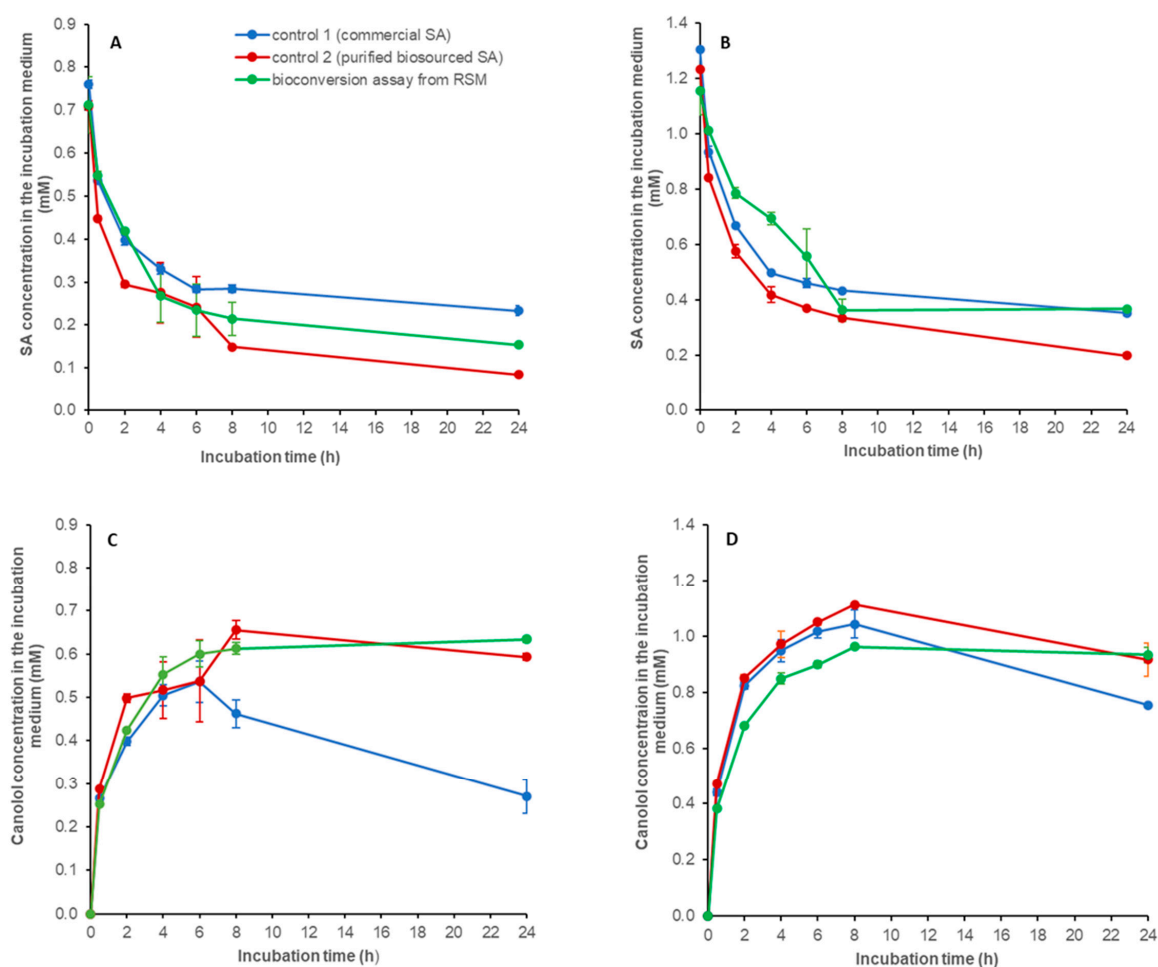 A
control 1 (commercial SA)
control 2 (purified biosourced SA)
bioconversion assay from RSM
SA concentration in the incubation medium
(mM)
0.9
0.8
0.7
0.6
0.5
0.4
0.3
0.2
0.1
0.0
0 2 4 6 8 10 12 14 16 18 20 22 24
Incubation time (h)
B
SA concentration in the incubation medium
(mM)
1.4
1.2
1.0
0.8
0.6
0.4
0.2
0.0
0 2 4 6 8 10 12 14 16 18 20 22 24
Incubation time (h)
C
Canolol concentration in the incubation
medium (mM)
0.9
0.8
0.7
0.6
0.5
0.4
0.3
0.2
0.1
0.0
0 2 4 6 8 10 12 14 16 18 20 22 24
Incubation time (h)
D
Canolol concentraion in the incubation
medium (mM)
1.4
1.2
1.0
0.8
0.6
0.4
0.2
0.0
0 2 4 6 8 10 12 14 16 18 20 22 24
Incubation time (h)